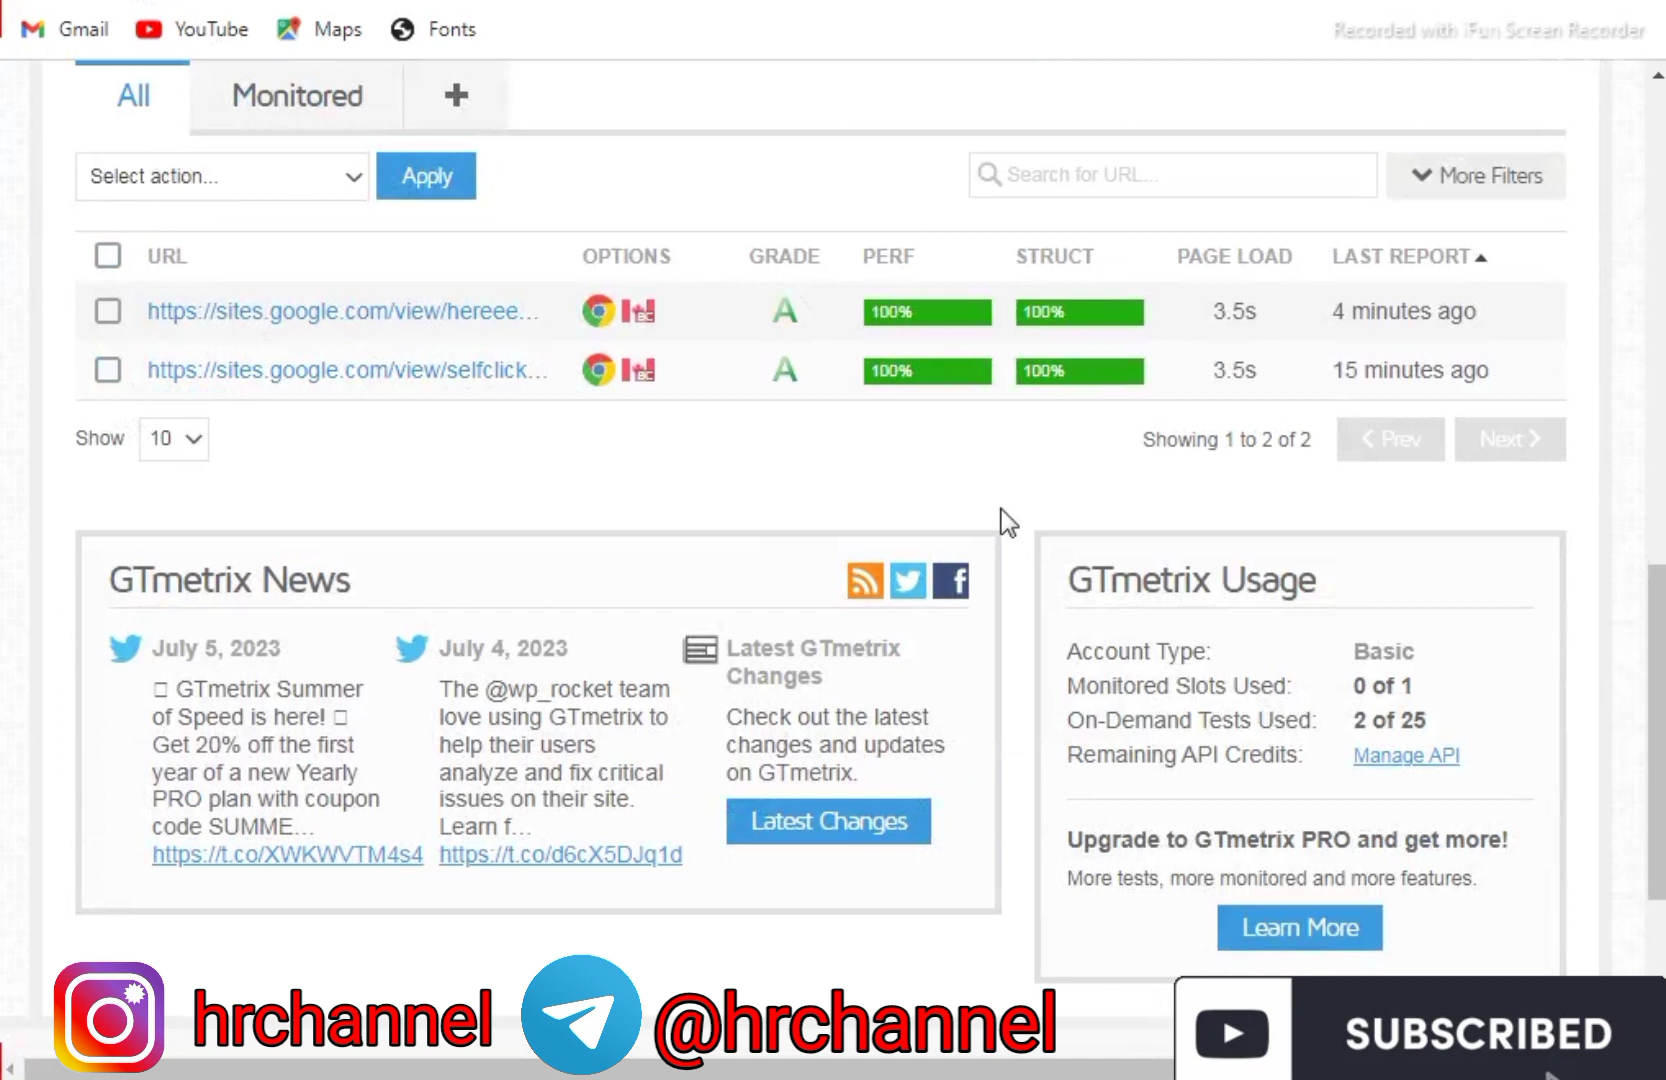 Gmail YouTube Maps Fonts
Recorded with iFun Screen Recorder
All Monitored +
Select action... Apply
Search for URL... More Filters
URL OPTIONS GRADE PERF STRUCT PAGE LOAD LAST REPORT
https://sites.google.com/view/hereee... BC A 100% 100% 3.5s 4 minutes ago
https://sites.google.com/view/selfclick... BC A 100% 100% 3.5s 15 minutes ago
Show 10 Showing 1 to 2 of 2 Prev Next
GTmetrix News
July 5, 2023
GTmetrix Summer
of Speed is here!
Get 20% off the first
year of a new Yearly
PRO plan with coupon
code SUMME...
https://t.co/XWKWVTM4s4
July 4, 2023
The @wp_rocket team
love using GTmetrix to
help their users
analyze and fix critical
issues on their site.
Learn f...
https://t.co/d6cX5DJq1d
Latest GTmetrix
Changes
Check out the latest
changes and updates
on GTmetrix.
Latest Changes
GTmetrix Usage
Account Type: Basic
Monitored Slots Used: 0 of 1
On-Demand Tests Used: 2 of 25
Remaining API Credits: Manage API
Upgrade to GTmetrix PRO and get more!
More tests, more monitored and more features.
Learn More
hrchannel @hrchannel
SUBSCRIBED